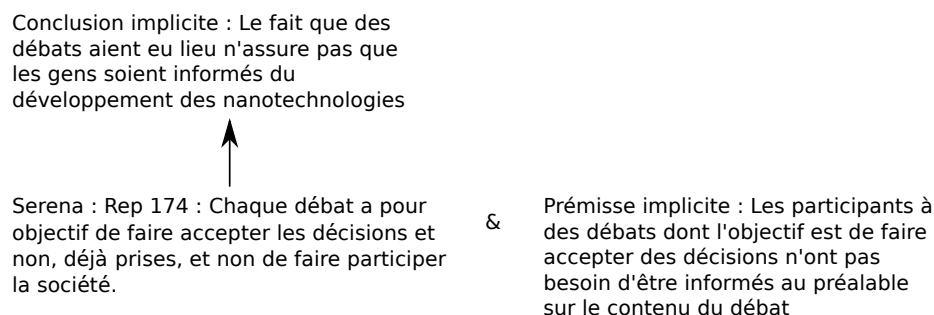 Conclusion implicite : Le fait que des
débats aient eu lieu n'assure pas que
les gens soient informés du
développement des nanotechnologies
Serena : Rep 174 : Chaque débat a pour
objectif de faire accepter les décisions et
non, déjà prises, et non de faire participer
la société.
&
Prémisse implicite : Les participants à
des débats dont l'objectif est de faire
accepter des décisions n'ont pas
besoin d'être informés au préalable
sur le contenu du débat